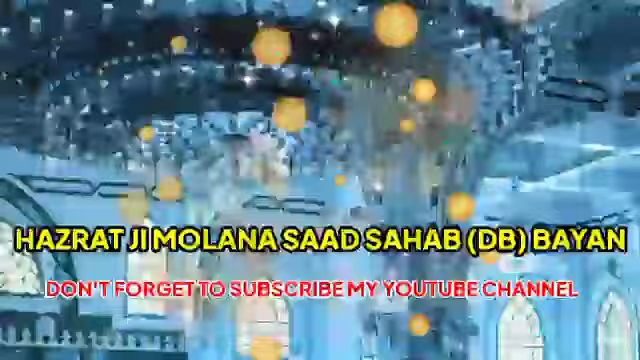 HAZRAT JI MOLANA SAAD SAHAB (DB) BAYAN
DON'T FORGET TO SUBSCRIBE MY YOUTUBE CHANNEL